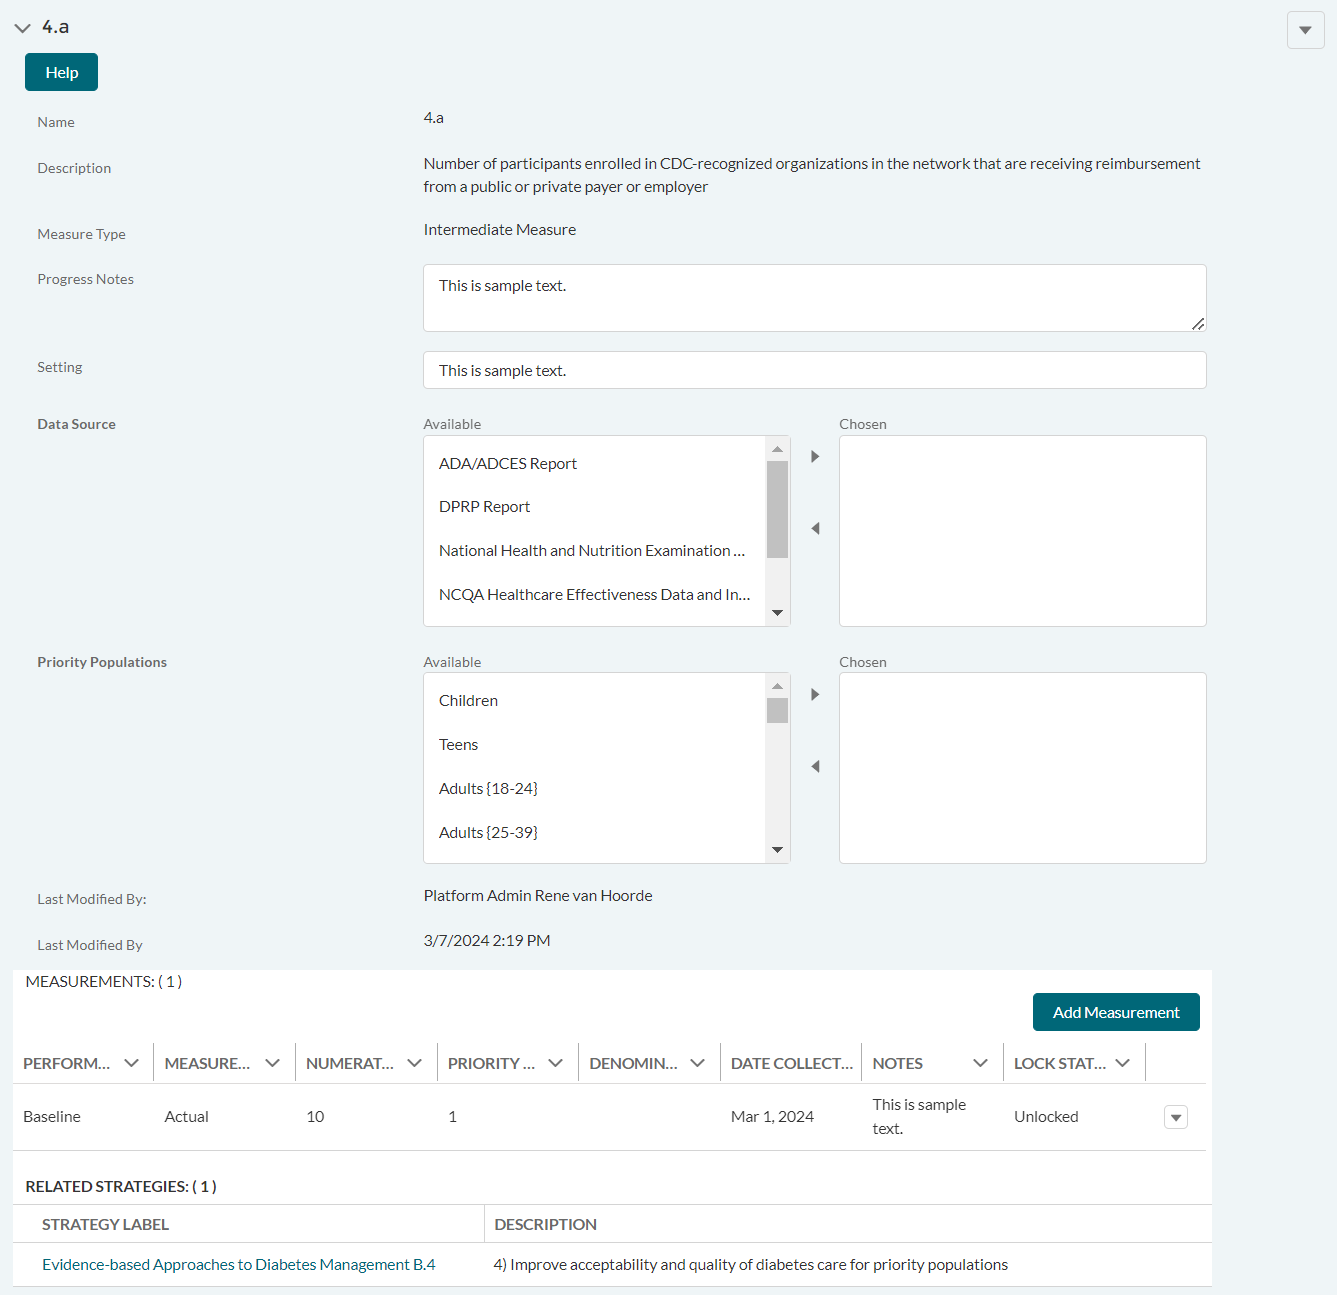 4.a
Help
Name
4.a
Description
Number of participants enrolled in CDC-recognized organizations in the network that are receiving reimbursement
from a public or private payer or employer
Measure Type
Intermediate Measure
Progress Notes
This is sample text.
Setting
This is sample text.
Data Source
Available
ADA/ADCES Report
DPRP Report
National Health and Nutrition Examination ...
NCQA Healthcare Effectiveness Data and In...
Chosen
Priority Populations
Available
Children
Teens
Adults {18-24}
Adults {25-39}
Chosen
Last Modified By:
Platform Admin Rene van Hoorde
Last Modified By
3/7/2024 2:19 PM
MEASUREMENTS: ( 1 )
Add Measurement
PERFORM... MEASURE... NUMERAT... PRIORITY ... DENOMIN... DATE COLLECT... NOTES LOCK STAT...
Baseline Actual 10 1 Mar 1, 2024 This is sample
text. Unlocked
RELATED STRATEGIES: ( 1 )
STRATEGY LABEL DESCRIPTION
Evidence-based Approaches to Diabetes Management B.4 4) Improve acceptability and quality of diabetes care for priority populations